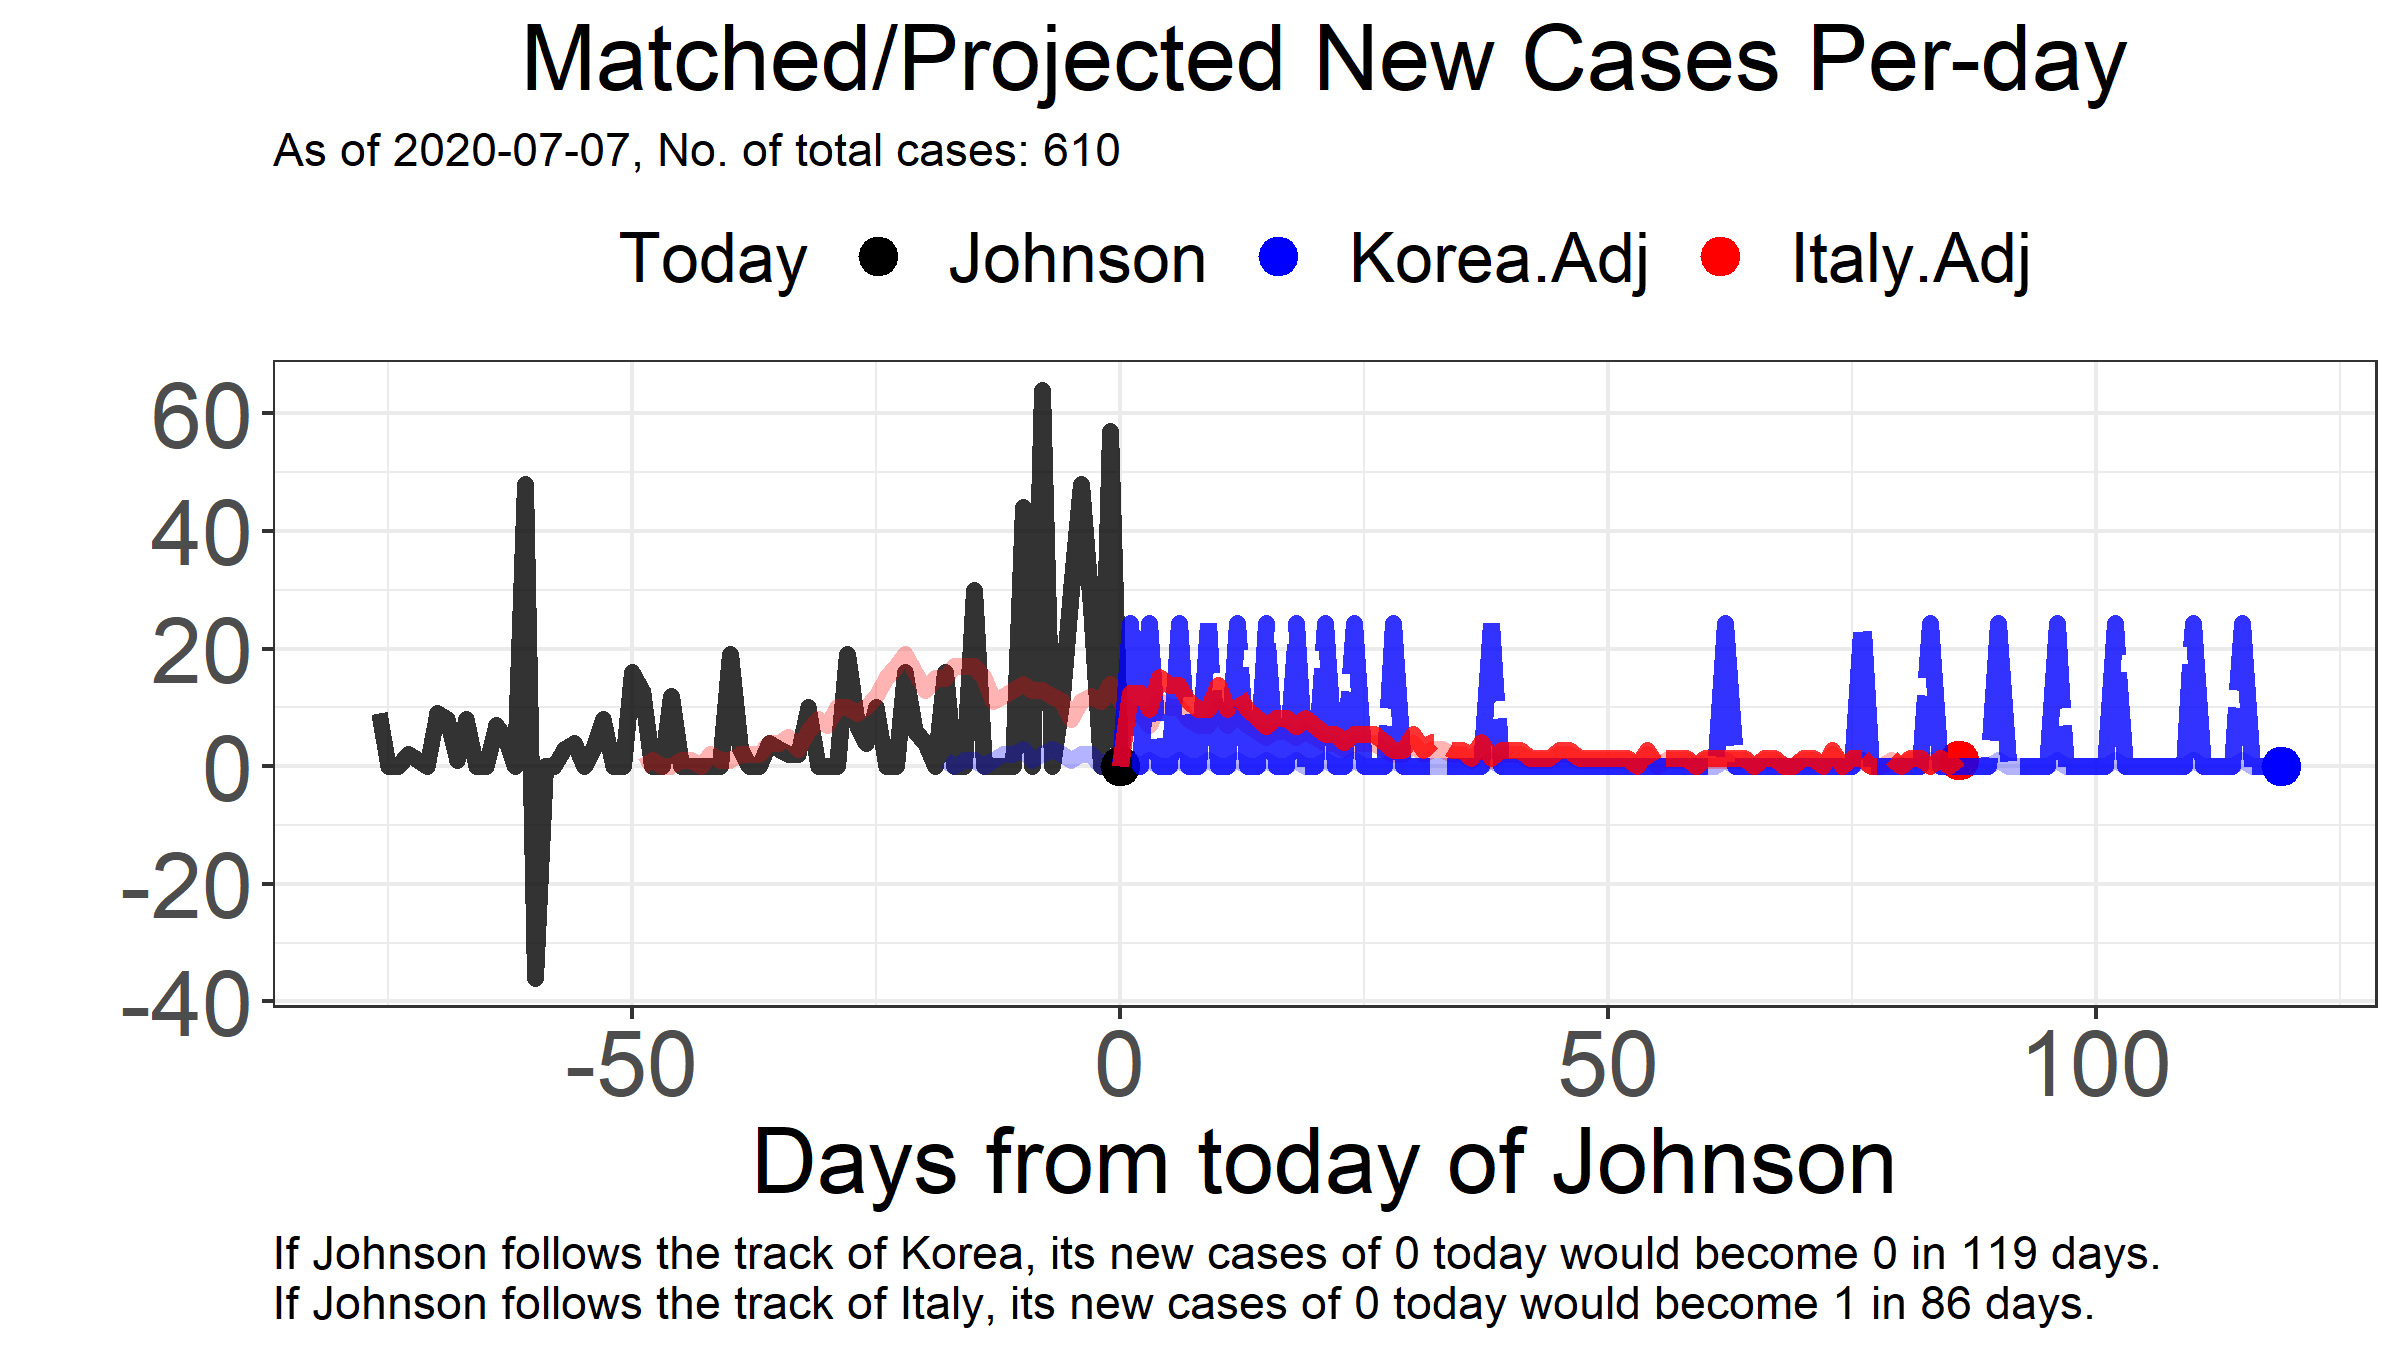 Matched/Projected New Cases Per-day
As of 2020-07-07, No. of total cases: 610
Today Johnson Korea.Adj Italy.Adj
60
40
20
0
-20
-40
-50 0 50 100
Days from today of Johnson
If Johnson follows the track of Korea, its new cases of 0 today would become 0 in 119 days.
If Johnson follows the track of Italy, its new cases of 0 today would become 1 in 86 days.